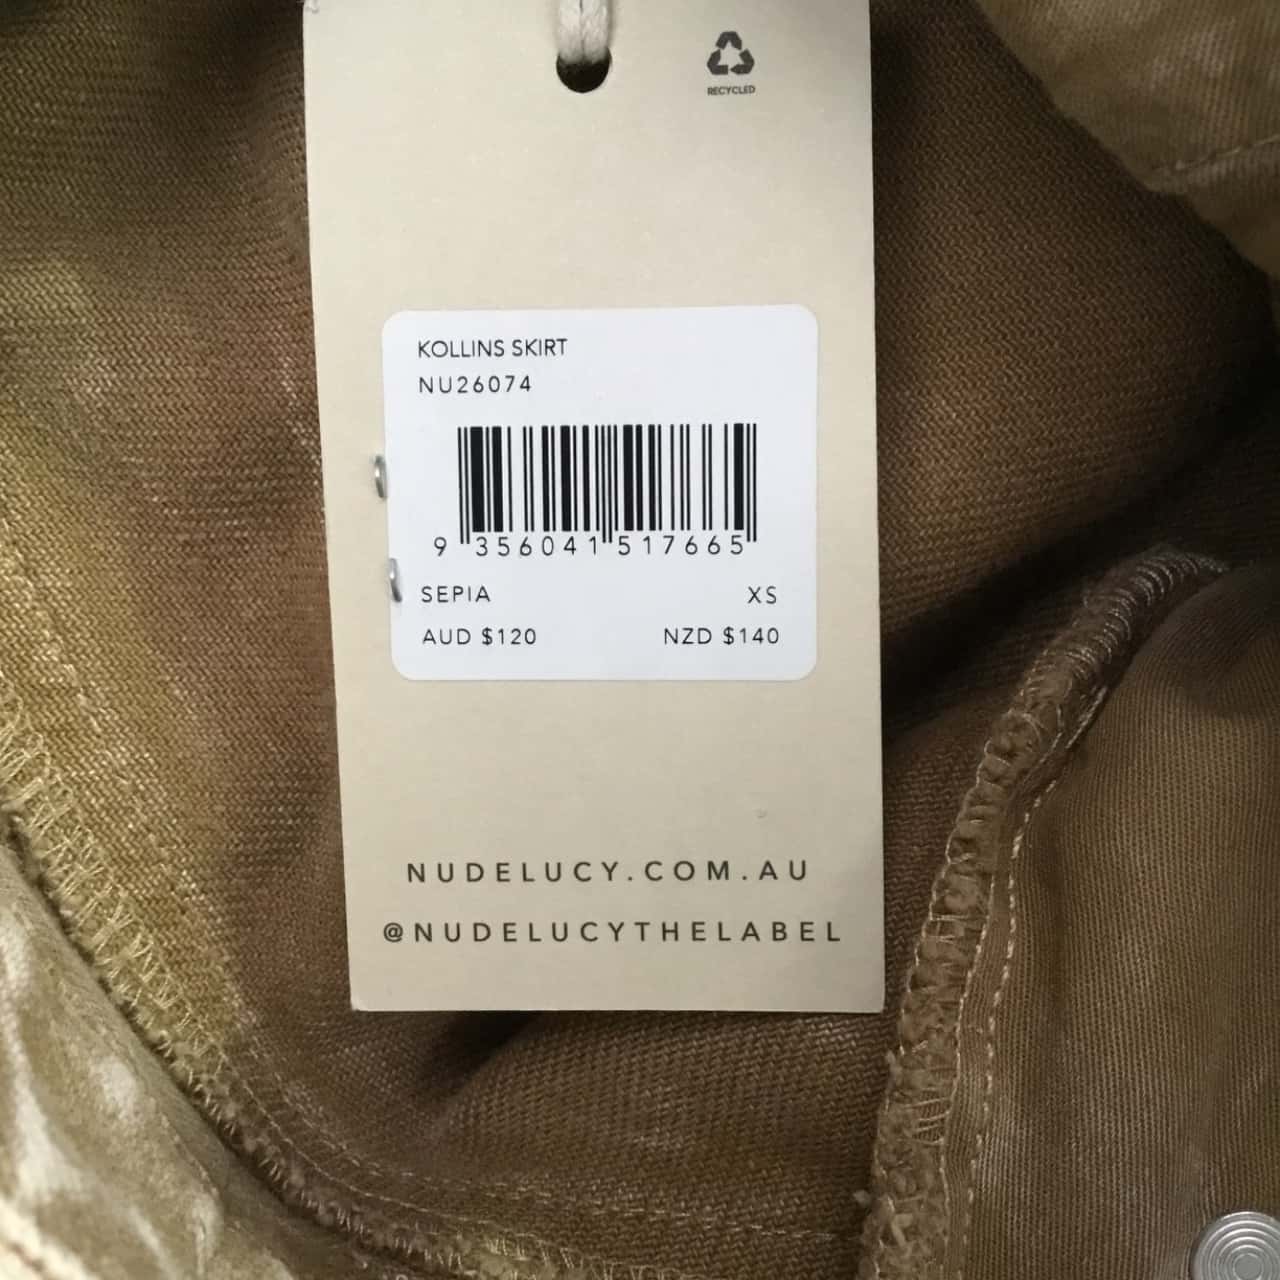 RECYCLED
KOLLINS SKIRT
NU26074
9 356041 517665
SEPIA XS
AUD $120 NZD $140
NUDELUCY.COM.AU
@NUDELUCYTHELABEL